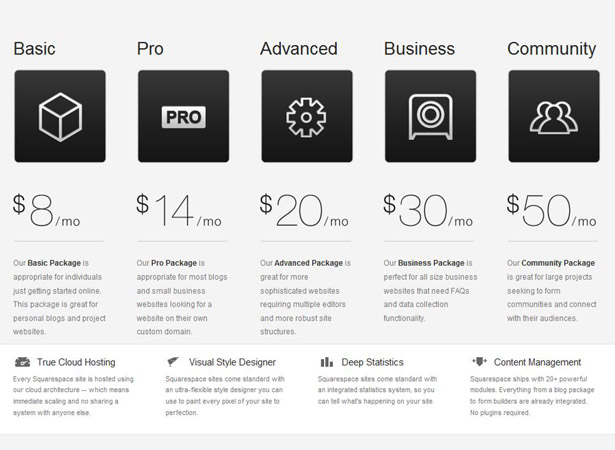 Basic
Pro
Advanced
Business
Community
PRO
$8/mo
$14/mo
$20/mo
$30/mo
$50/mo
Our Basic Package is
appropriate for individuals
just getting started online.
This package is great for
personal blogs and project
websites.
Our Pro Package is
appropriate for most blogs
and small business
websites looking for a
website on their own
custom domain.
Our Advanced Package is
great for more
sophisticated websites
requiring multiple editors
and more robust site
structures.
Our Business Package is
perfect for all size business
websites that need FAQs
and data collection
functionality.
Our Community Package
is great for large projects
seeking to form
communities and connect
with their audiences.
True Cloud Hosting
Every Squarespace site is hosted using
our cloud architecture — which means
immediate scaling and no sharing a
system with anyone else.
Visual Style Designer
Squarespace sites come standard with
an ultra-flexible style designer you can
use to paint every pixel of your site to
perfection.
Deep Statistics
Squarespace sites come standard with
an integrated statistics system, so you
can tell what's happening on your site.
Content Management
Squarespace ships with 20+ powerful
modules. Everything from a blog package
to form builders are already integrated.
No plugins required.